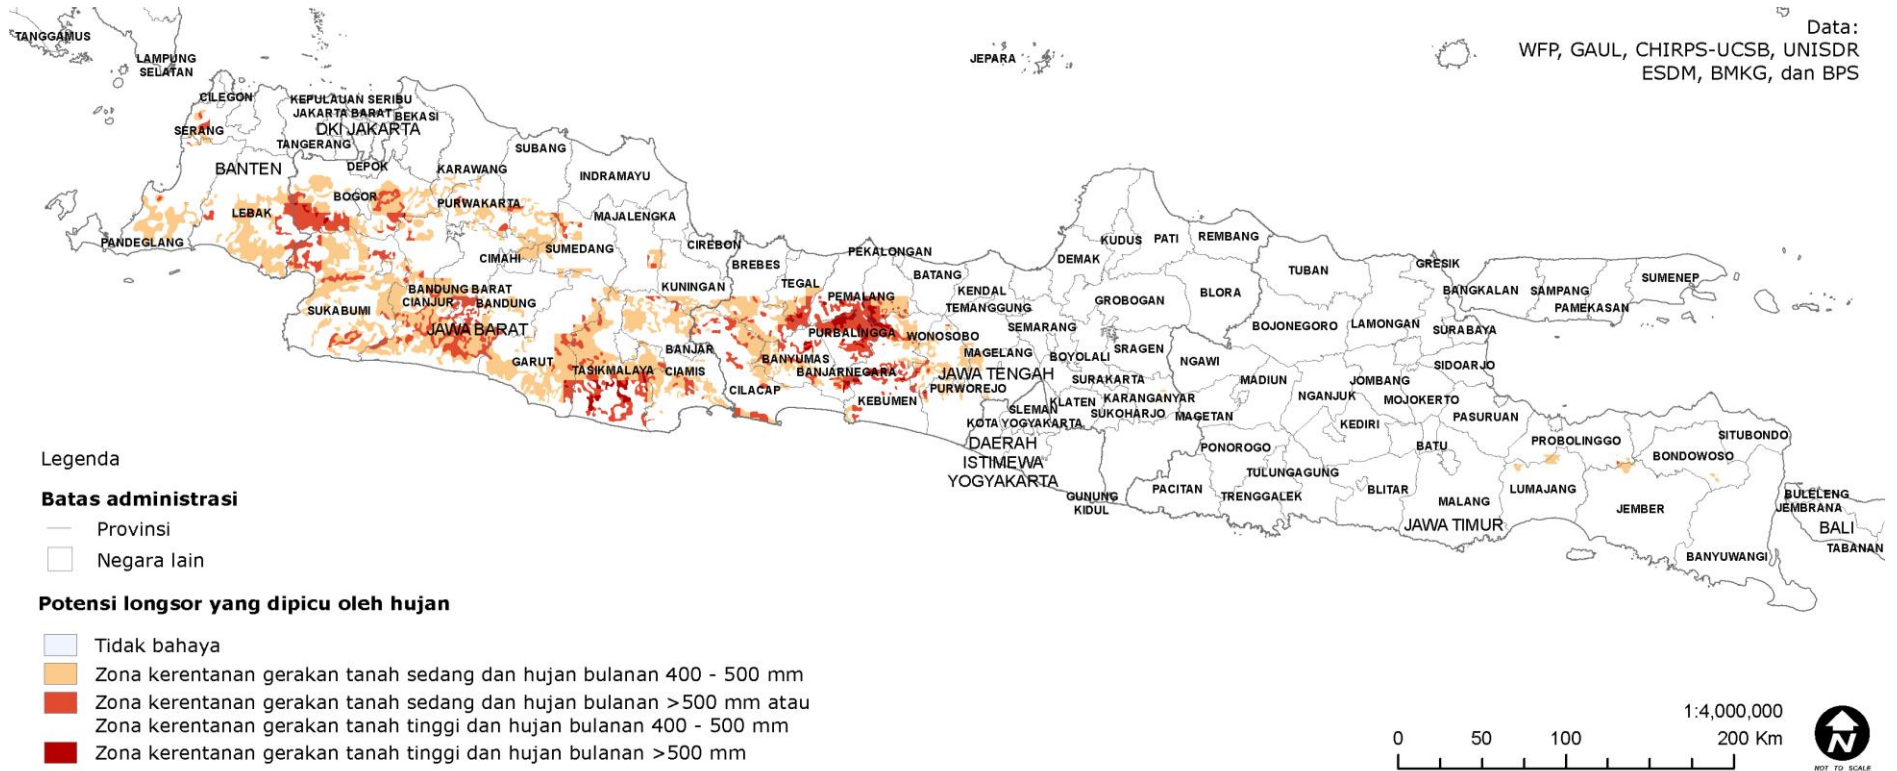 Data:
WFP, GAUL, CHIRPS-UCSB, UNISDR
ESDM, BMKG, dan BPS
TANGGAMUS
LAMPUNG
SELATAN
JEPARA
CILEGON
KEPULAUAN SERIBU
JAKARTA BARAT
BEKASI
SERANG
DKI JAKARTA
TANGERANG
SUBANG
BANTEN
DEPOK
KARAWANG
INDRAMAYU
BOGOR
PURWAKARTA
LEBAK
MAJALENGKA
PANDEGLANG
CIMAHI
SUMEDANG
CIREBON
KUDUS
PATI
REMBANG
BREBES
PEKALONGAN
DEMAK
TUBAN
GRESIK
SUMENEP
BANDUNG BARAT
CIANJUR
BANDUNG
KUNINGAN
TEGAL
BATANG
PEMALANG
KENDAL
TEMANGGUNG
GROBOGAN
BLORA
BANGKALAN
SAMPANG
PAMEKASAN
SUKABUMI
JAWA BARAT
PURBALINGGA
WONOSOBO
SEMARANG
BOJONEGORO
LAMONGAN
SURABAYA
GARUT
BANJAR
TASIKMALAYA
CIAMIS
BANYUMAS
BANJARNEGARA
MAGELANG
BOYOLALI
SRAGEN
NGAWI
SIDOARJO
JAWA TENGAH
CILACAP
PURWOREJO
SURAKARTA
MADIUN
JOMBANG
KEBUMEN
SLEMAN
KLATEN
KARANGANYAR
NGANJUK
MOJOKERTO
KOTA YOGYAKARTA
SUKOHARJO
MAGETAN
KEDIRI
PASURUAN
DAERAH
ISTIMEWA
YOGYAKARTA
PONOROGO
BATU
PROBOLINGGO
SITUBONDO
BONDOWOSO
TULUNGAGUNG
GUNUNG
KIDUL
PACITAN
TRENGGALEK
BLITAR
MALANG
LUMAJANG
JEMBER
JAWA TIMUR
BULELENG
JEMBRANA
BALI
TABANAN
BANYUWANGI
Legenda
Batas administrasi
Provinsi
Negara lain
Potensi longsor yang dipicu oleh hujan
Tidak bahaya
Zona kerentanan gerakan tanah sedang dan hujan bulanan 400 - 500 mm
Zona kerentanan gerakan tanah sedang dan hujan bulanan >500 mm atau
Zona kerentanan gerakan tanah tinggi dan hujan bulanan 400 - 500 mm
Zona kerentanan gerakan tanah tinggi dan hujan bulanan >500 mm
1:4,000,000
0 50 100 200 Km
N
NOT TO SCALE